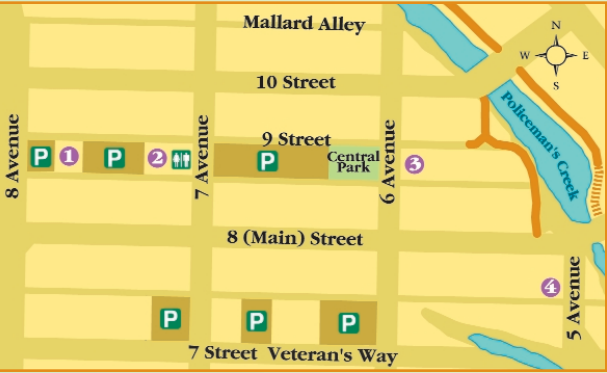 Mallard Alley
N
W E
S
10 Street
Policeman's Creek
8 Avenue
7 Avenue
6 Avenue
9 Street
P 1 P 2 P Central
Park 3
8 (Main) Street
4
5 Avenue
P P P
7 Street Veteran's Way